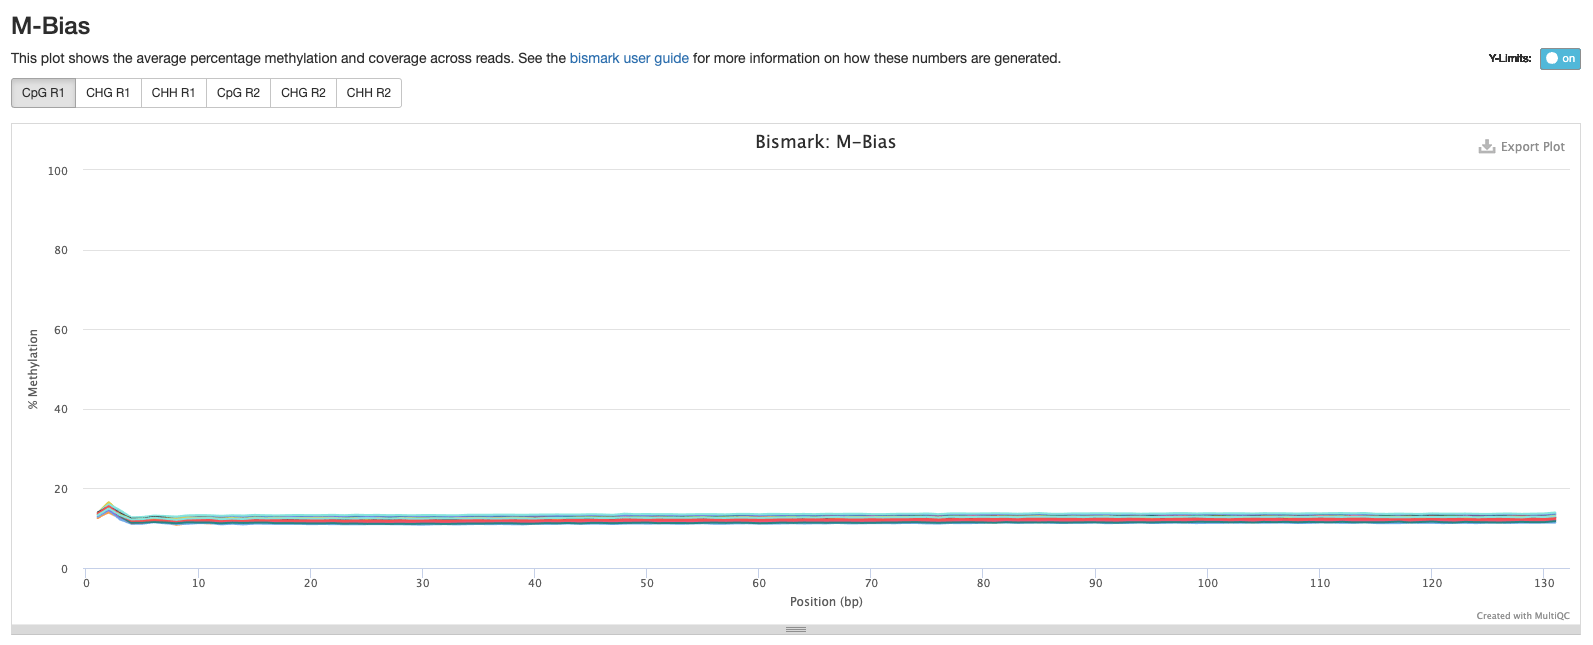 M-Bias
This plot shows the average percentage methylation and coverage across reads. See the bismark user guide for more information on how these numbers are generated.
Y-Limits: on
CpG R1 CHG R1 CHH R1 CpG R2 CHG R2 CHH R2
Bismark: M-Bias
Export Plot
100
80
60
40
20
0
% Methylation
0 10 20 30 40 50 60 70 80 90 100 110 120 130
Position (bp)
Created with MultiQC